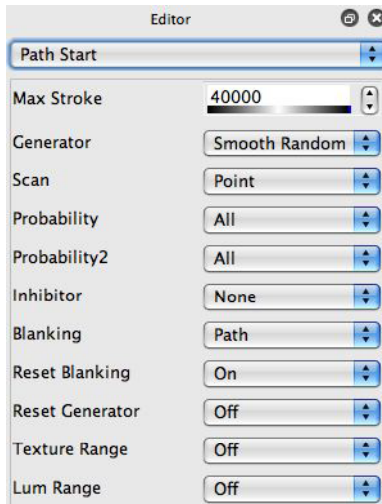 Editor
Path Start
Max Stroke 40000
Generator Smooth Random
Scan Point
Probability All
Probability2 All
Inhibitor None
Blanking Path
Reset Blanking On
Reset Generator Off
Texture Range Off
Lum Range Off